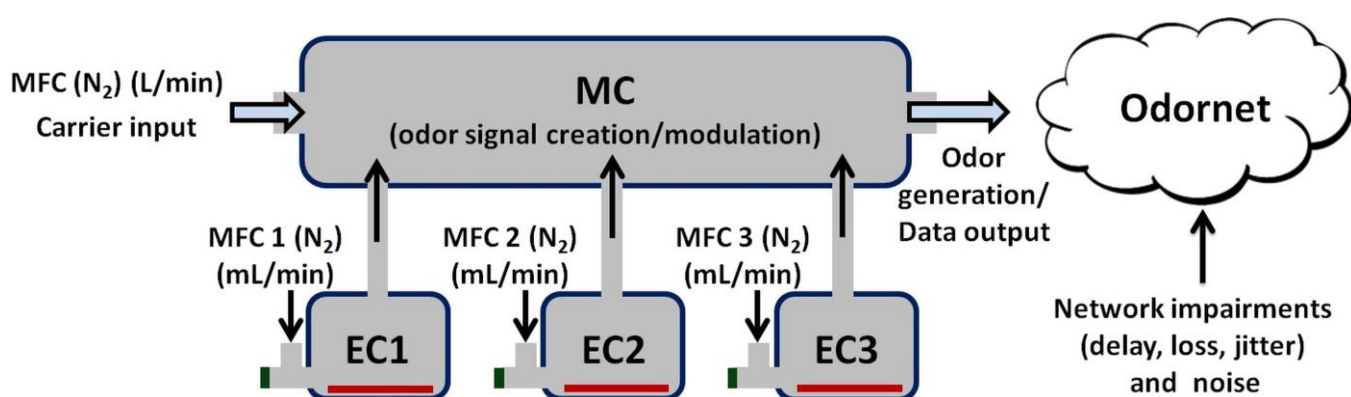 MFC (N₂) (L/min)
Carrier input
MC
(odor signal creation/modulation)
Odor
generation/
Data output
Odornet
MFC 1 (N₂)
(mL/min)
MFC 2 (N₂)
(mL/min)
MFC 3 (N₂)
(mL/min)
EC1
EC2
EC3
Network impairments
(delay, loss, jitter)
and noise